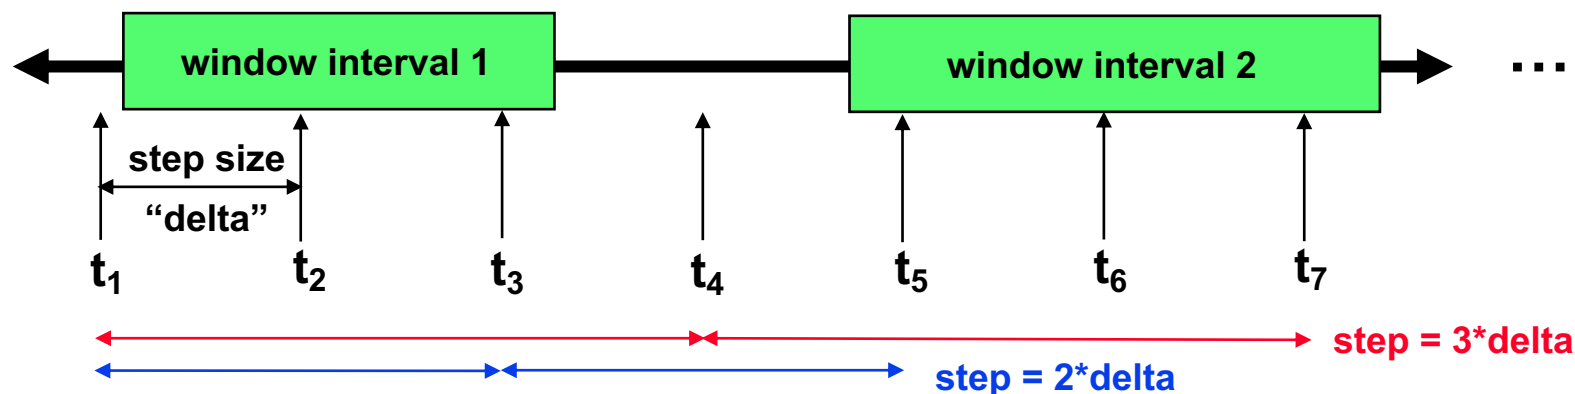 window interval 1
window interval 2
...
step size
“delta”
t₁
t₂
t₃
t₄
t₅
t₆
t₇
step = 3*delta
step = 2*delta